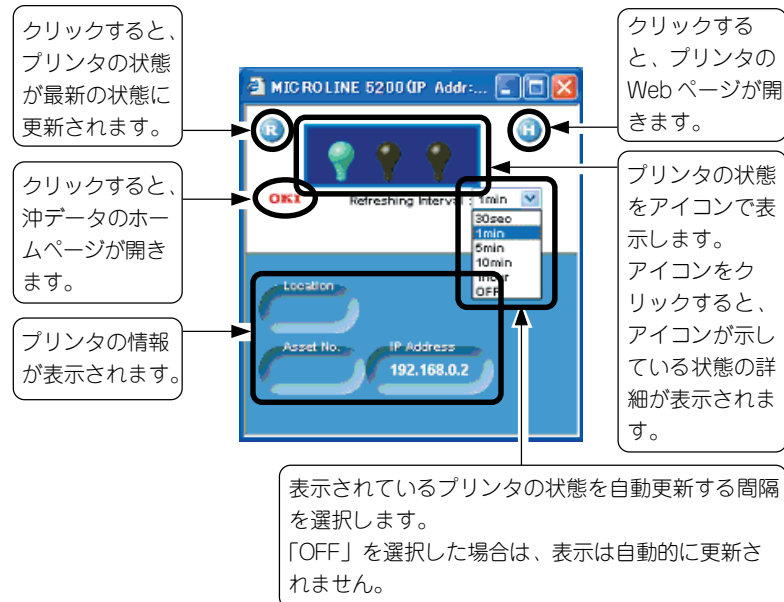 クリックすると、
プリンタの状態
が最新の状態に
更新されます。
クリックすると、
沖データのホー
ムページが開き
ます。
プリンタの情報
が表示されます。
MICROLINE 5200 (IP Addr:...
R
H
OKI
Refreshing Interval : 1min
30sec
1min
5min
10min
1hour
OFF
Location
Asset No.
IP Address
192.168.0.2
クリックする
と、プリンタの
Web ページが開
きます。
プリンタの状態
をアイコンで表
示します。
アイコンをク
リックすると、
アイコンが示し
ている状態の詳
細が表示されま
す。
表示されているプリンタの状態を自動更新する間隔
を選択します。
「OFF」を選択した場合は、表示は自動的に更新さ
れません。